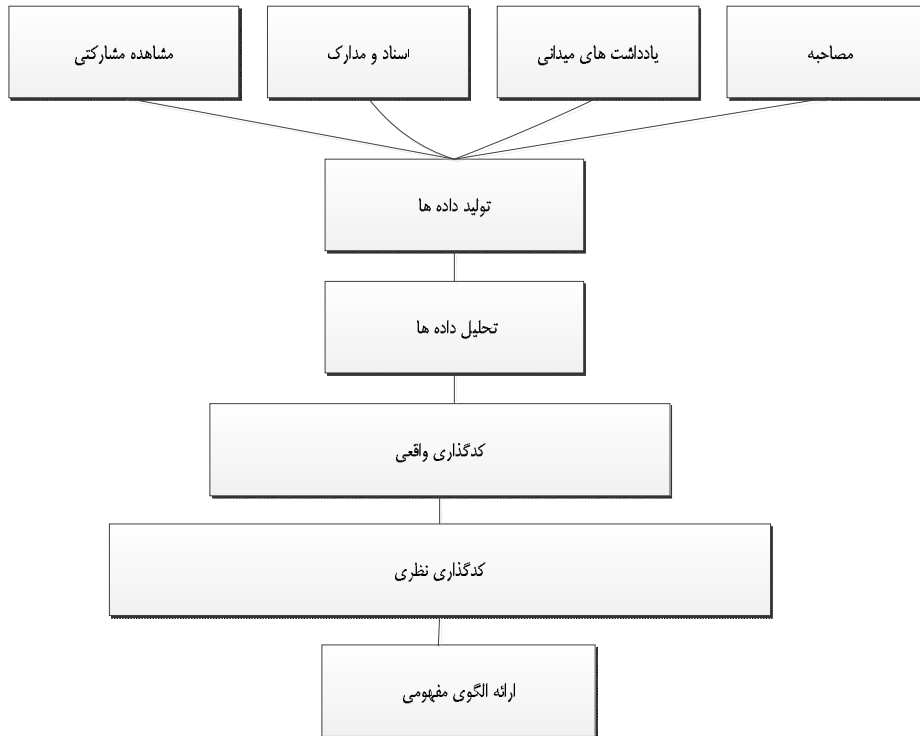 مصاحبه
یادداشت های میدانی
اسناد و مدارک
مشاهده مشارکتی
تولید داده ها
تحلیل داده ها
کدگذاری واقعی
کدگذاری نظری
ارائه الگوی مفهومی